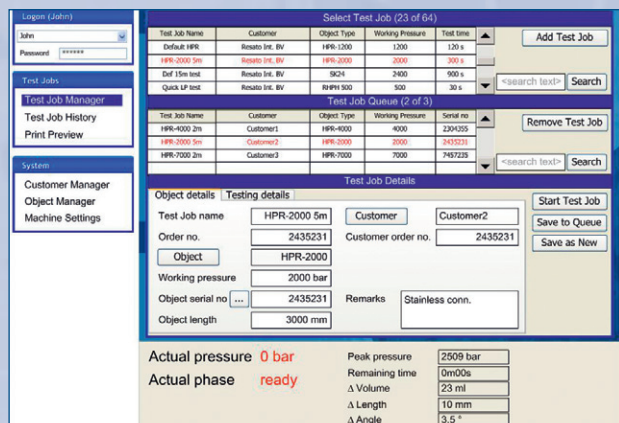 Logon (John)
John
Password ******
Test Jobs
Test Job Manager
Test Job History
Print Preview
System
Customer Manager
Object Manager
Machine Settings
Select Test Job (23 of 64)
Test Job Name Customer Object Type Working Pressure Test time
Default HPR Resato Int. BV HPR-1200 1200 120 s
HPR-2000 5m Resato Int. BV HPR-2000 2000 300 s
Def 15m test Resato Int. BV SK24 2400 900 s
Quick LP test Resato Int. BV RHPH 500 500 30 s
Add Test Job
<search text> Search
Test Job Queue (2 of 3)
Test Job Name Customer Object Type Working Pressure Serial no
HPR-4000 2m Customer1 HPR-4000 4000 2304355
HPR-2000 5m Customer2 HPR-2000 2000 2435231
HPR-7000 2m Customer3 HPR-7000 7000 7457235
Remove Test Job
<search text> Search
Test Job Details
Object details Testing details
Test Job name HPR-2000 5m Customer Customer2
Order no. 2435231 Customer order no. 2435231
Object HPR-2000
Working pressure 2000 bar
Object serial no ... 2435231 Remarks Stainless conn.
Object length 3000 mm
Start Test Job
Save to Queue
Save as New
Actual pressure 0 bar
Actual phase ready
Peak pressure 2509 bar
Remaining time 0m00s
Δ Volume 23 ml
Δ Length 10 mm
Δ Angle 3.5 °